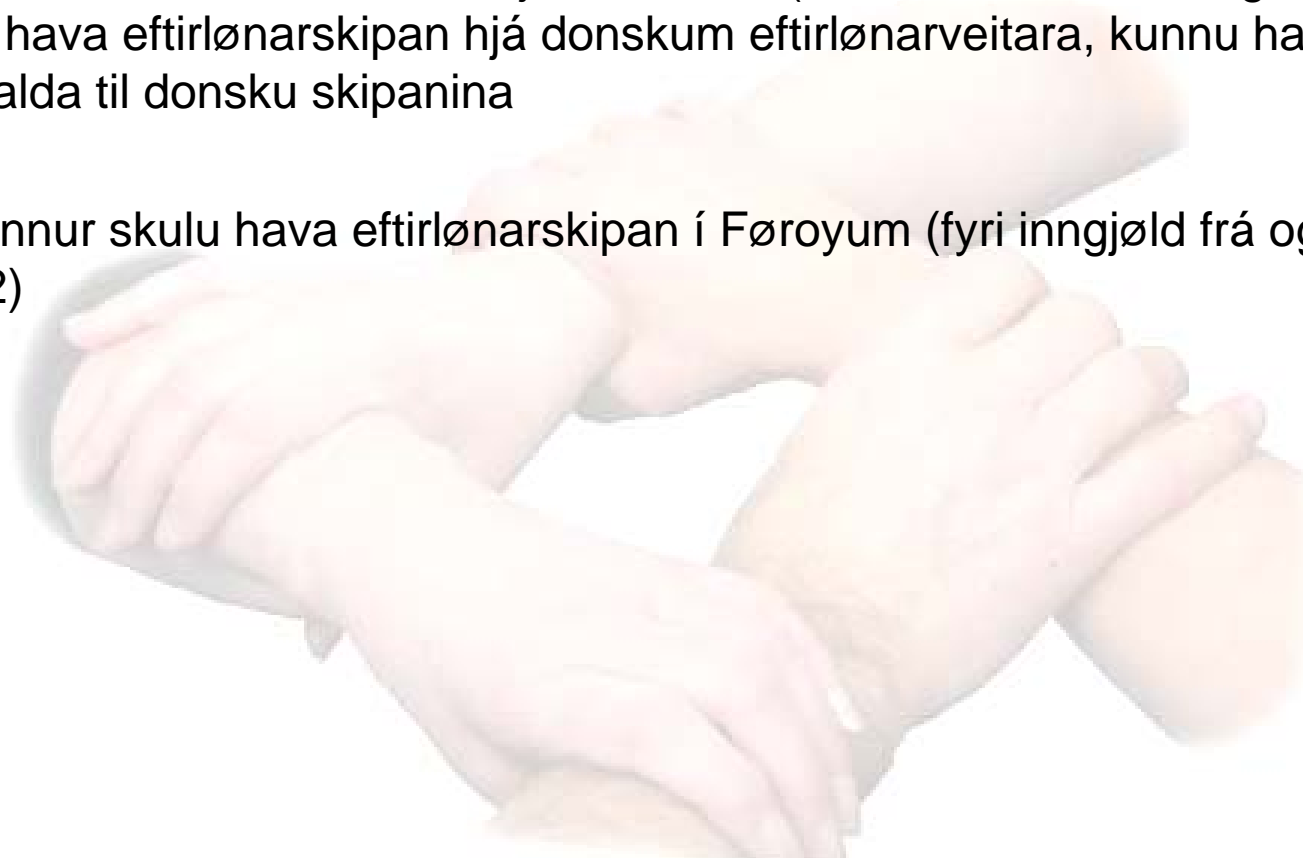 hava eftirlønarskipan hjá donskum eftirlønarveitara, kunnu ha
alda til donsku skipanina
nnur skulu hava eftirlønarskipan í Føroyum (fyri inngjøld frá og
2)